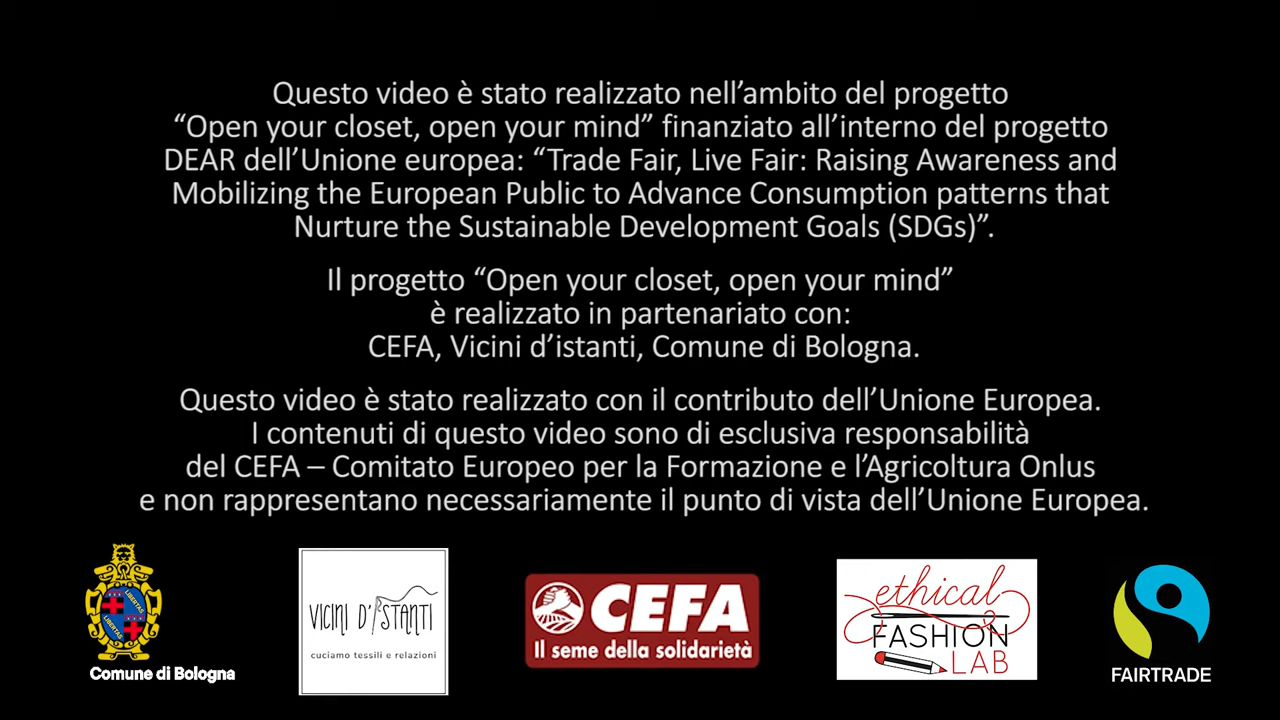 Questo video è stato realizzato nell’ambito del progetto
“Open your closet, open your mind” finanziato all’interno del progetto
DEAR dell’Unione europea: “Trade Fair, Live Fair: Raising Awareness and
Mobilizing the European Public to Advance Consumption patterns that
Nurture the Sustainable Development Goals (SDGs)”.
Il progetto “Open your closet, open your mind”
è realizzato in partenariato con:
CEFA, Vicini d’istanti, Comune di Bologna.
Questo video è stato realizzato con il contributo dell’Unione Europea.
I contenuti di questo video sono di esclusiva responsabilità
del CEFA – Comitato Europeo per la Formazione e l’Agricoltura Onlus
e non rappresentano necessariamente il punto di vista dell’Unione Europea.
LIBERTAS
LIBERTAS
Comune di Bologna
VICINI D'ISTANTI
cuciamo tessili e relazioni
CEFA
Il seme della solidarietà
ethical
FASHION
LAB
FAIRTRADE